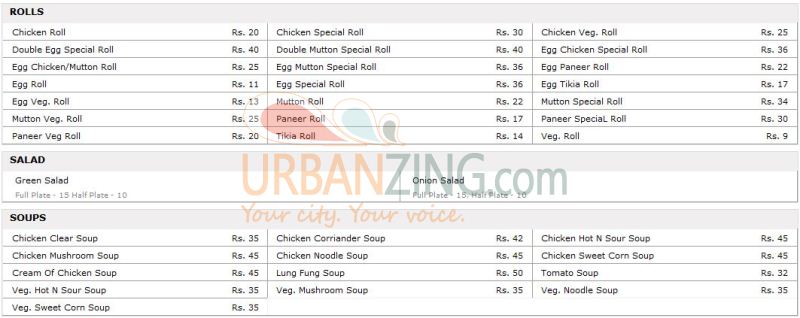 ROLLS
Chicken Roll Rs. 20 Chicken Special Roll Rs. 30 Chicken Veg. Roll Rs. 25
Double Egg Special Roll Rs. 40 Double Mutton Special Roll Rs. 40 Egg Chicken Special Roll Rs. 36
Egg Chicken/Mutton Roll Rs. 25 Egg Mutton Special Roll Rs. 36 Egg Paneer Roll Rs. 22
Egg Roll Rs. 11 Egg Special Roll Rs. 36 Egg Tikia Roll Rs. 17
Egg Veg. Roll Rs. 13 Mutton Roll Rs. 22 Mutton Special Roll Rs. 34
Mutton Veg. Roll Rs. Paneer Roll Rs. 17 Paneer SpeciaL Roll Rs. 30
Paneer Veg Roll Rs. 20 Tikia Roll Rs. 14 Veg. Roll Rs. 9
SALAD
Green Salad Onion Salad
Full Plate - 15 Half Plate - 10 Full Plate - 15, Half Plate - 10
URBANZING.com
Your city. Your voice.
SOUPS
Chicken Clear Soup Rs. 35 Chicken Corriander Soup Rs. 42 Chicken Hot N Sour Soup Rs. 45
Chicken Mushroom Soup Rs. 45 Chicken Noodle Soup Rs. 45 Chicken Sweet Corn Soup Rs. 45
Cream Of Chicken Soup Rs. 45 Lung Fung Soup Rs. 50 Tomato Soup Rs. 32
Veg. Hot N Sour Soup Rs. 35 Veg. Mushroom Soup Rs. 35 Veg. Noodle Soup Rs. 35
Veg. Sweet Corn Soup Rs. 35